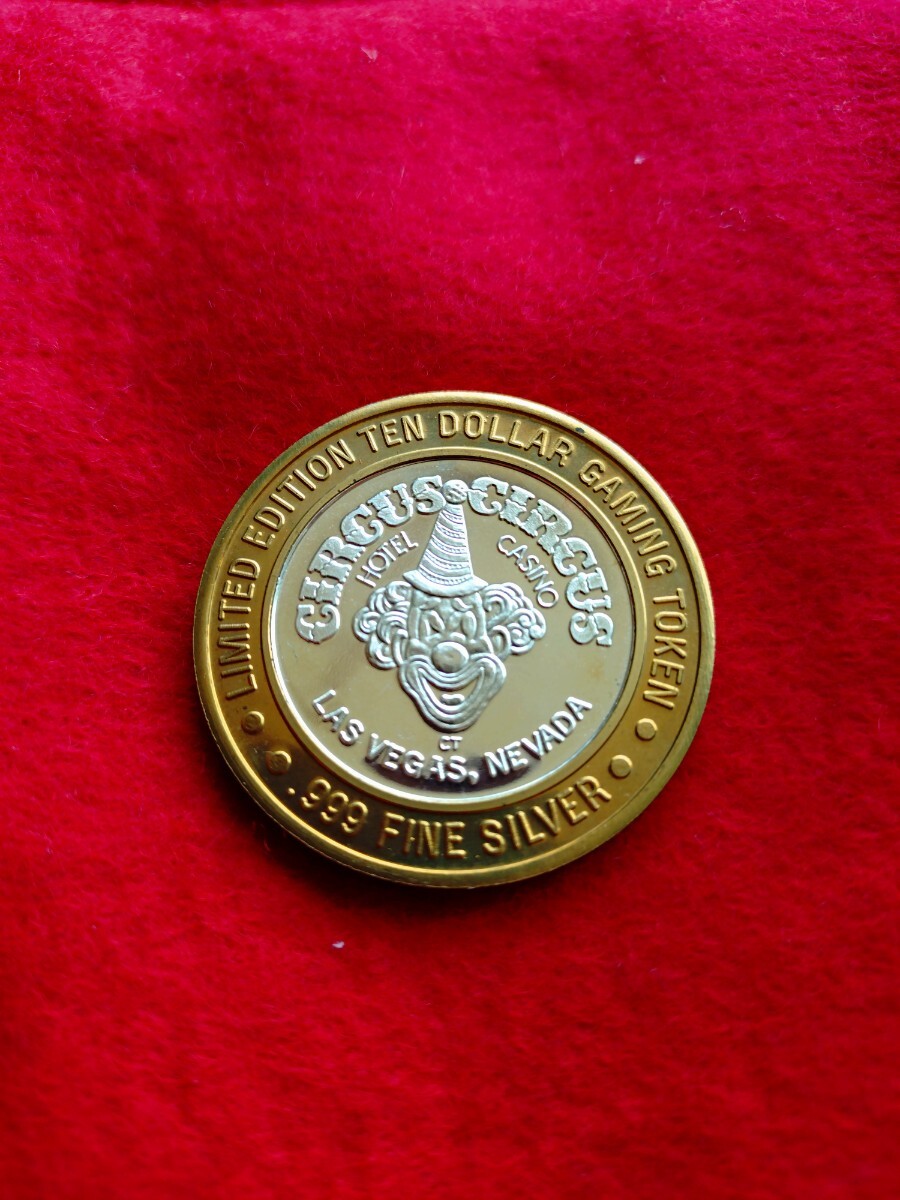 LIMITED EDITION TEN DOLLAR GAMING TOKEN
CIRCUS CIRCUS
HOTEL CASINO
CT
LAS VEGAS, NEVADA
.999 FINE SILVER